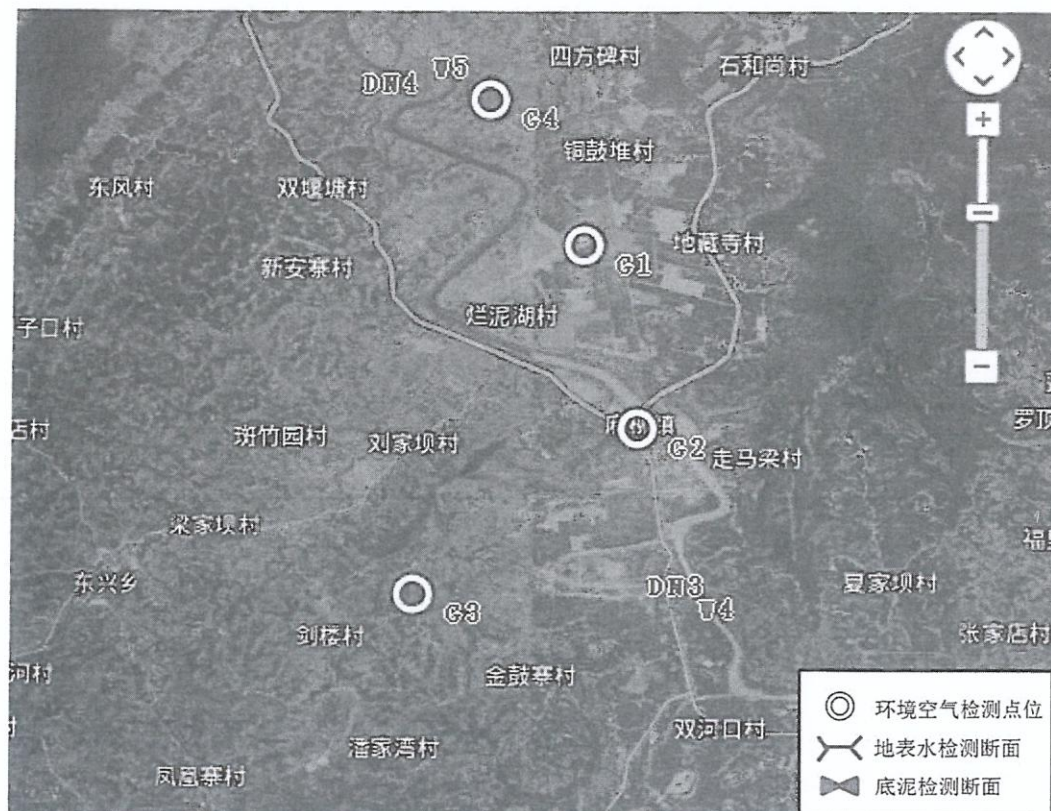 四方碑村
石和尚村
W5
DN4
G4
铜鼓堆村
东风村
双堰塘村
地藏寺村
G1
新安寨村
烂泥湖村
子口村
罗顶
店村
斑竹园村
刘家坝村
G2
走马梁村
梁家坝村
东兴乡
DN3
W4
夏家坝村
G3
剑楼村
张家店村
河村
金鼓寨村
双河口村
潘家湾村
凤凰寨村
环境空气检测点位
地表水检测断面
底泥检测断面